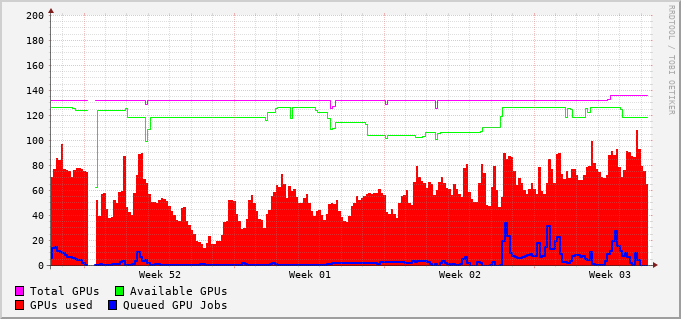 200
180
160
140
120
100
80
60
40
20
0
Week 52 Week 01 Week 02 Week 03
Total GPUs Available GPUs
GPUs used Queued GPU Jobs
RRDTOOL / TOBI OETIKER